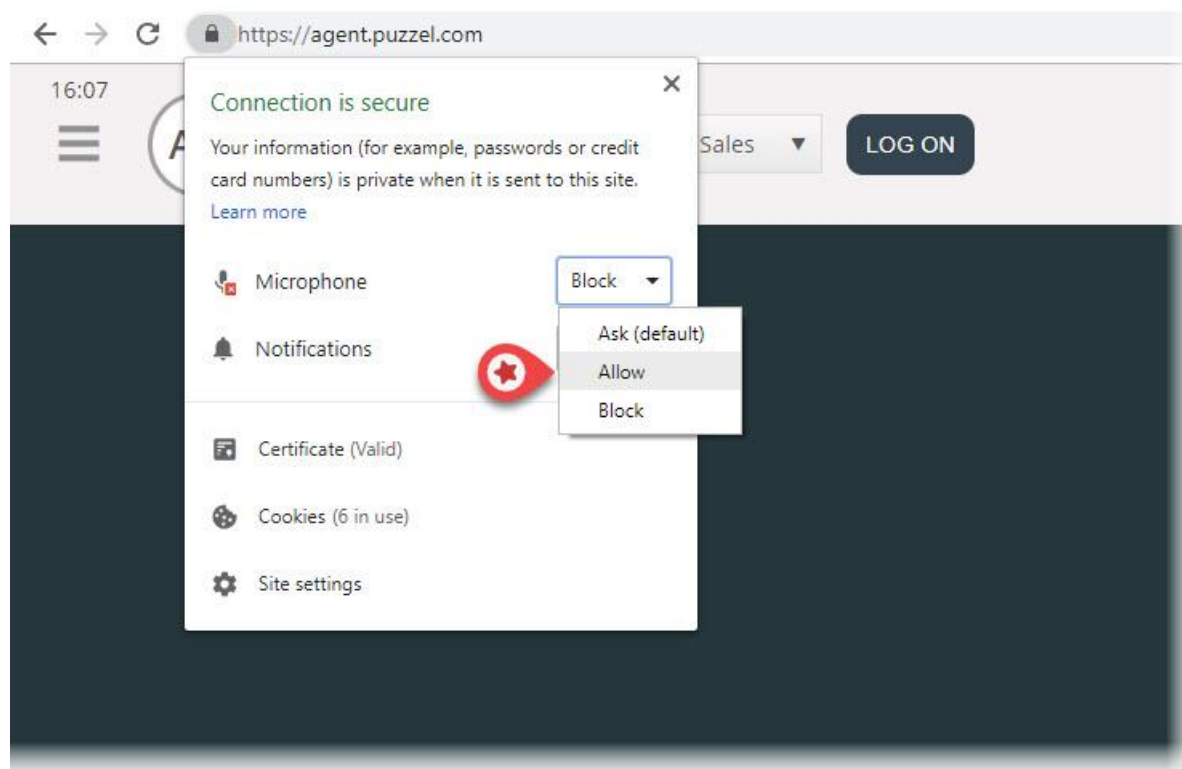 https://agent.puzzel.com
16:07
A
Sales
LOG ON
Connection is secure
Your information (for example, passwords or credit
card numbers) is private when it is sent to this site.
Learn more
Microphone
Block
Notifications
Ask (default)
Allow
Block
Certificate (Valid)
Cookies (6 in use)
Site settings